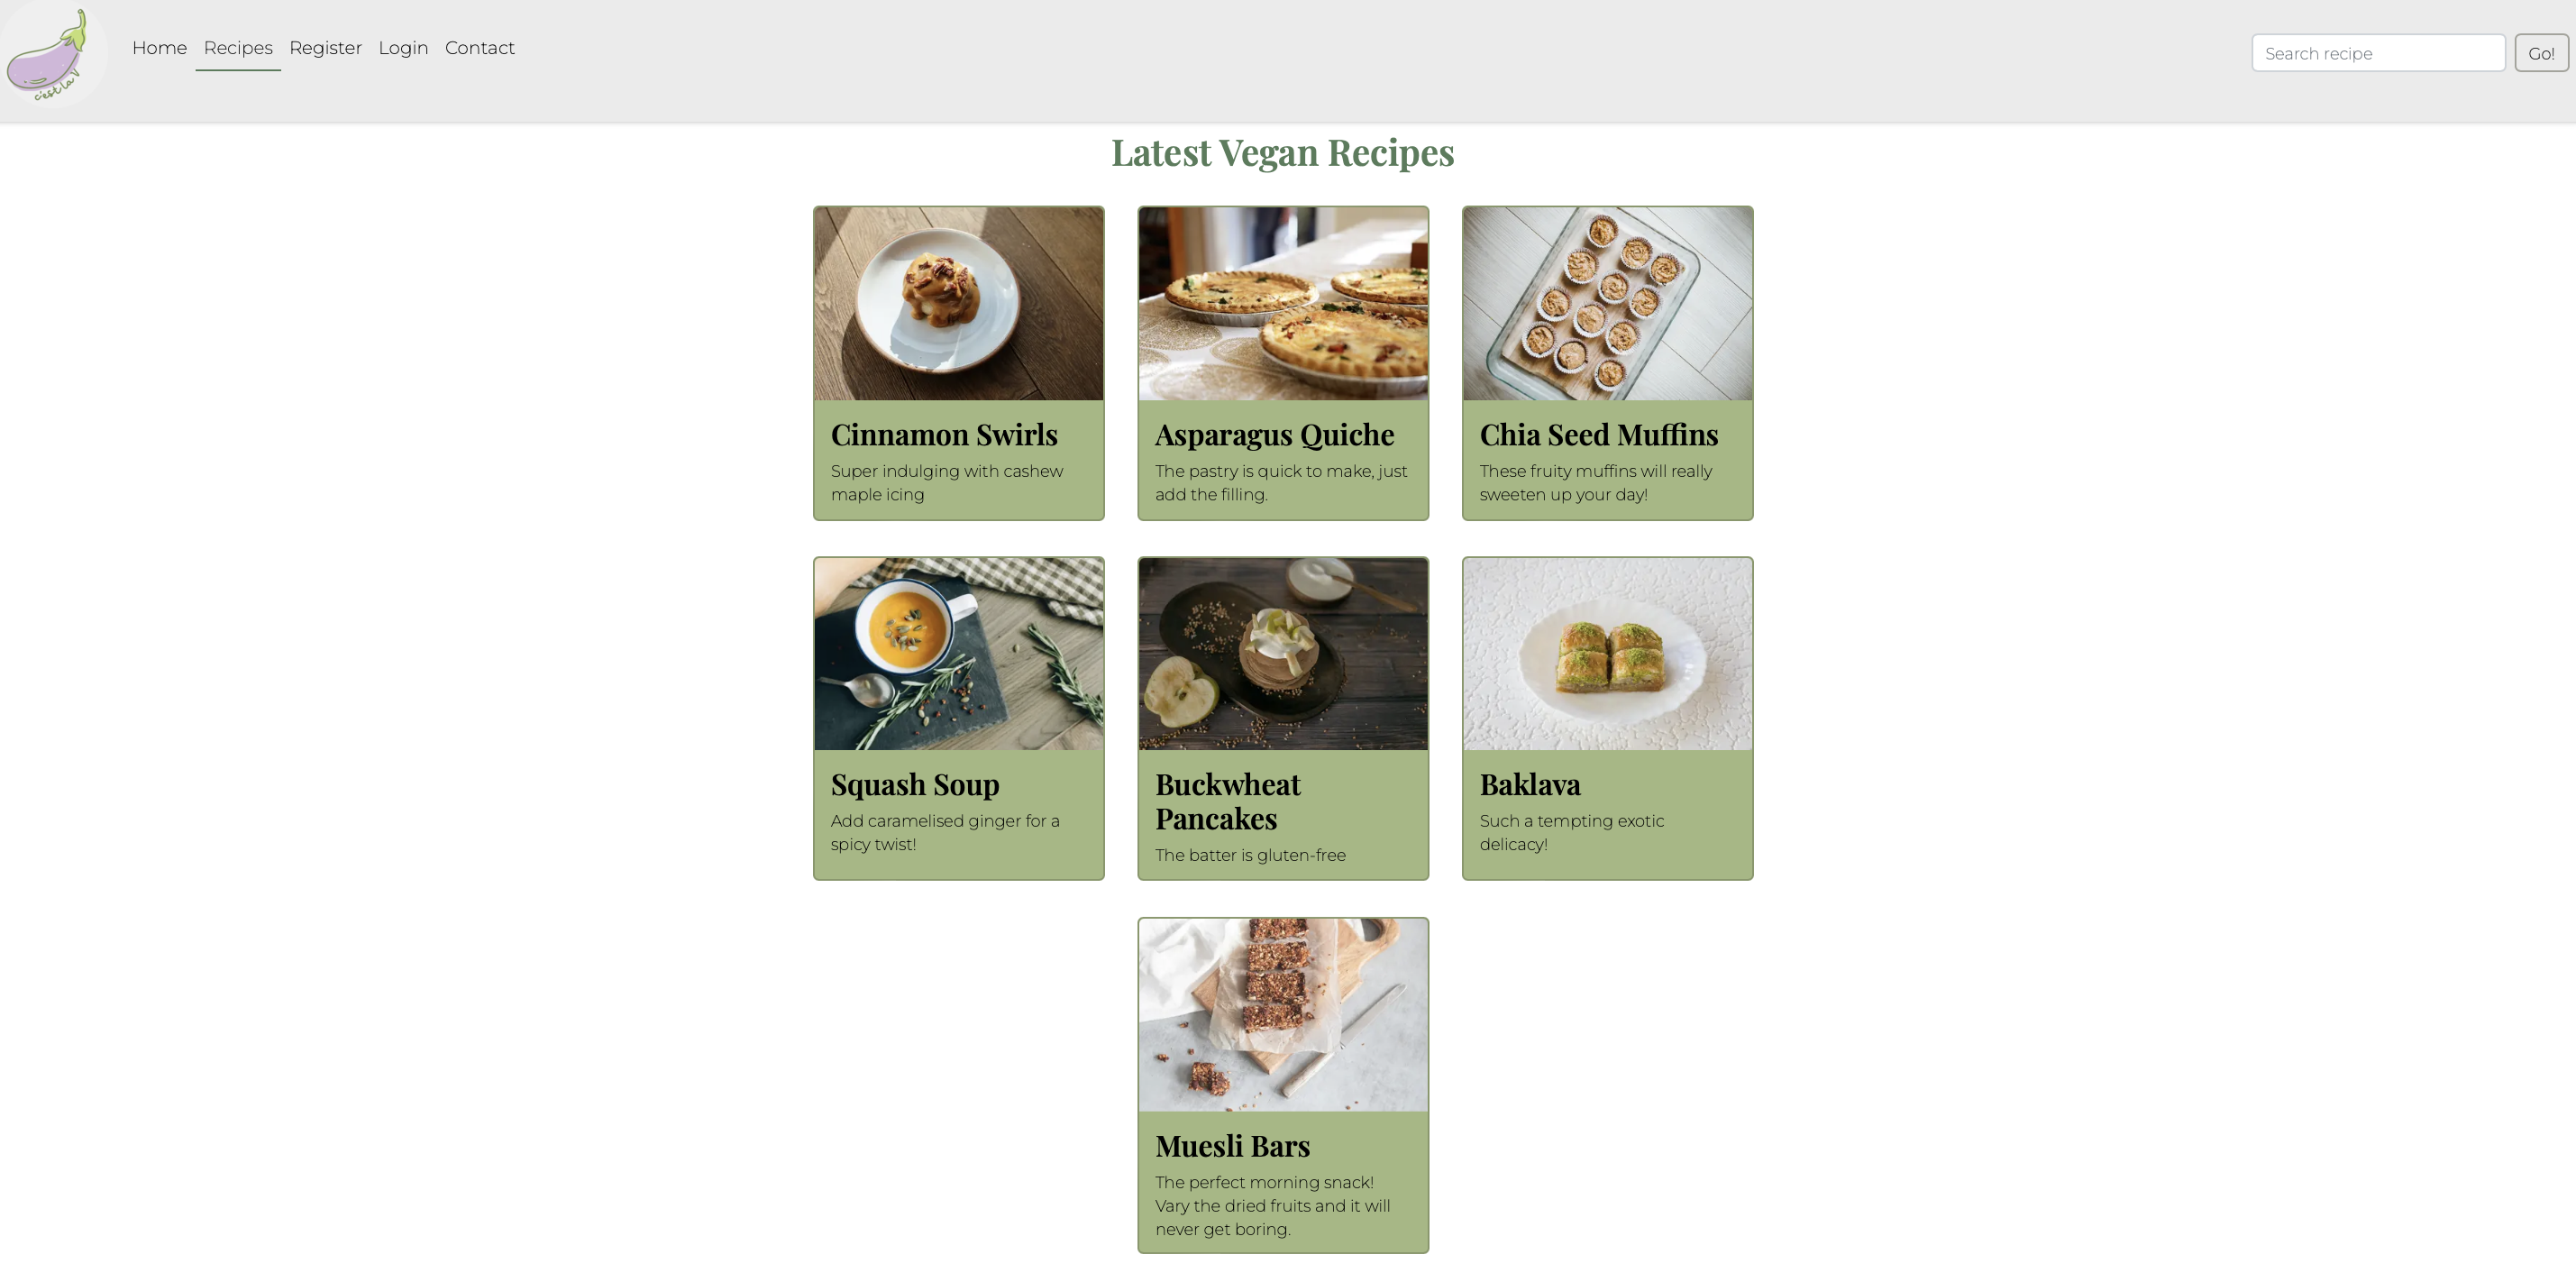 c'est la V
Home Recipes Register Login Contact
Search recipe
Go!
Latest Vegan Recipes
Cinnamon Swirls
Super indulging with cashew
maple icing
Asparagus Quiche
The pastry is quick to make, just
add the filling.
Chia Seed Muffins
These fruity muffins will really
sweeten up your day!
Squash Soup
Add caramelised ginger for a
spicy twist!
Buckwheat
Pancakes
The batter is gluten-free
Baklava
Such a tempting exotic
delicacy!
Muesli Bars
The perfect morning snack!
Vary the dried fruits and it will
never get boring.